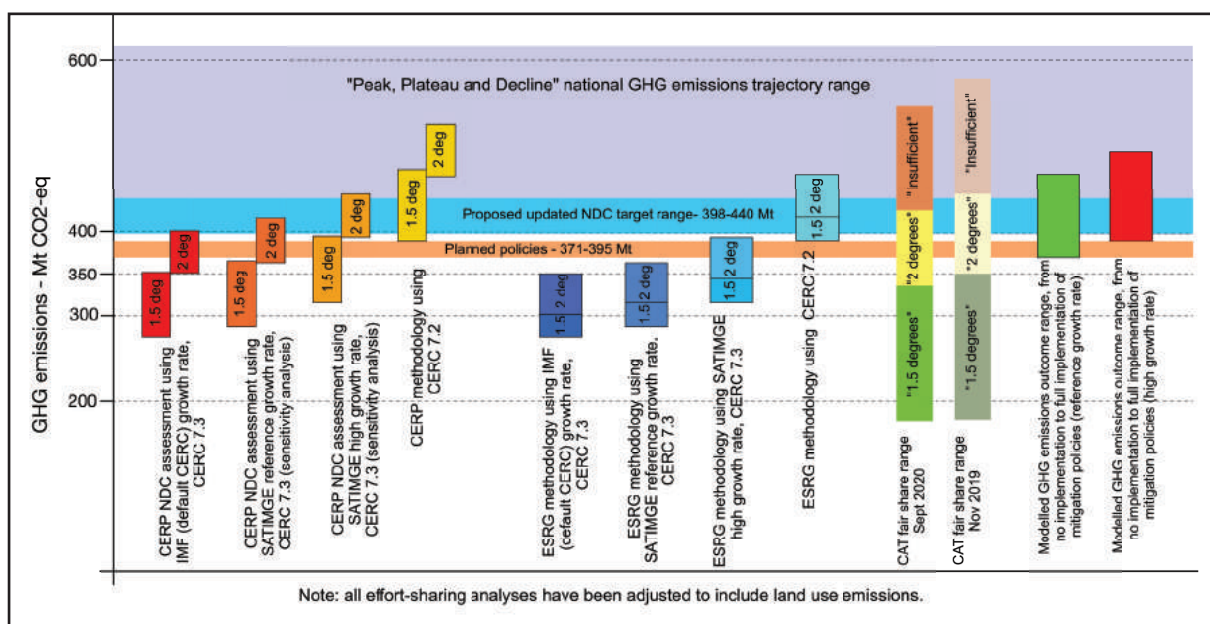 GHG emissions - Mt CO2-eq
600
400
350
300
200
"Peak, Plateau and Decline" national GHG emissions trajectory range
Proposed updated NDC target range- 398-440 Mt
Planned policies - 371-395 Mt
1.5 deg
2 deg
1.5 deg
2 deg
1.5 deg
2 deg
1.5 deg
2 deg
1.5
2 deg
1.5
2 deg
1.5
2 deg
1.5
2 deg
"Insufficient"
"2 degrees"
"1.5 degrees"
"Insufficient"
"2 degrees"
"1.5 degrees"
CERP NDC assessment using
IMF (default CERC) growth rate,
CERC 7.3
CERP NDC assessment using
SATIMGE reference growth rate,
CERC 7.3 (sensitivity analysis)
CERP NDC assessment using
SATIMGE high growth rate,
CERC 7.3 (sensitivity analysis)
CERP methodology using
CERC 7.2
ESRG methodology using IMF
(cefault CERC) growth rate,
CERC 7.3
ESRG methodology using
SATIMGE reference growth rate.
CERC 7.3
ESRG methodology using SATIMGE
high growth rate, CERC 7.3
ESRG methodology using CERC 7.2
CAT fair share range
Sept 2020
CAT fair share range
Nov 2019
Modelled GHG emissions outcome range, from
no implementation to full implementation of
mitigation policies (reference growth rate)
Modelled GHG emissions outcome range, from
no implementation to full implementation of
mitigation policies (high growth rate)
Note: all effort-sharing analyses have been adjusted to include land use emissions.